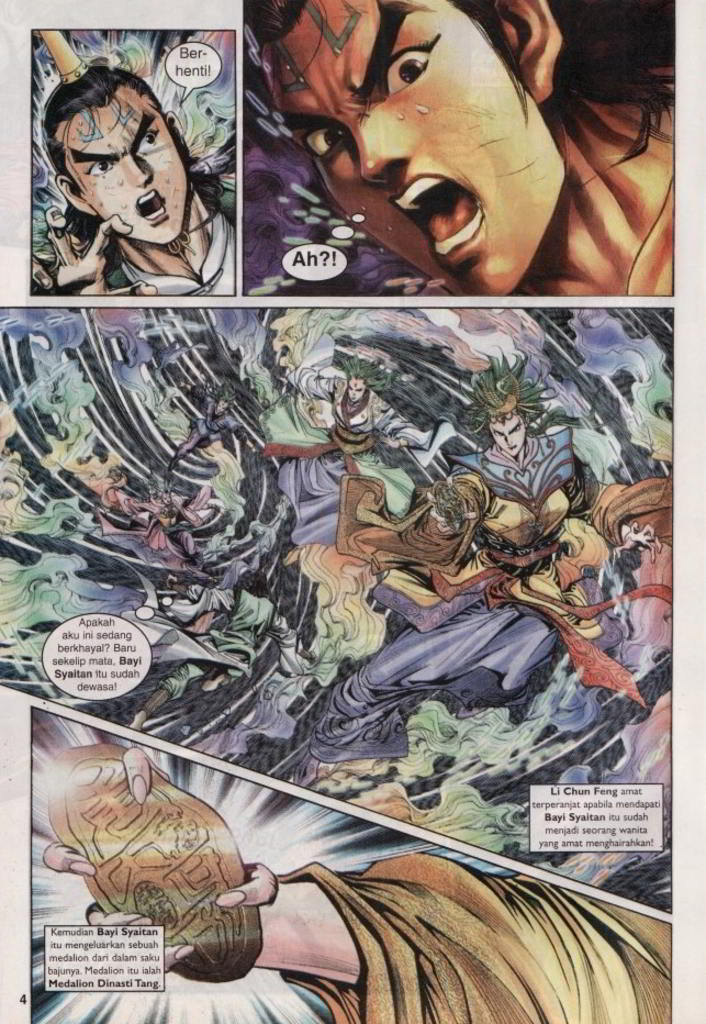 Ber-
henti!
Ah?!
Apakah
aku ini sedang
berkhayal? Baru
sekelip mata, Bayi
Syaitan itu sudah
dewasa!
Li Chun Feng amat
terperanjat apabila mendapati
Bayi Syaitan itu sudah
menjadi seorang wanita
yang amat menghairahkan!
Kemudian Bayi Syaitan
itu mengeluarkan sebuah
medalion dari dalam saku
bajunya. Medalion itu ialah
Medalion Dinasti Tang.
4